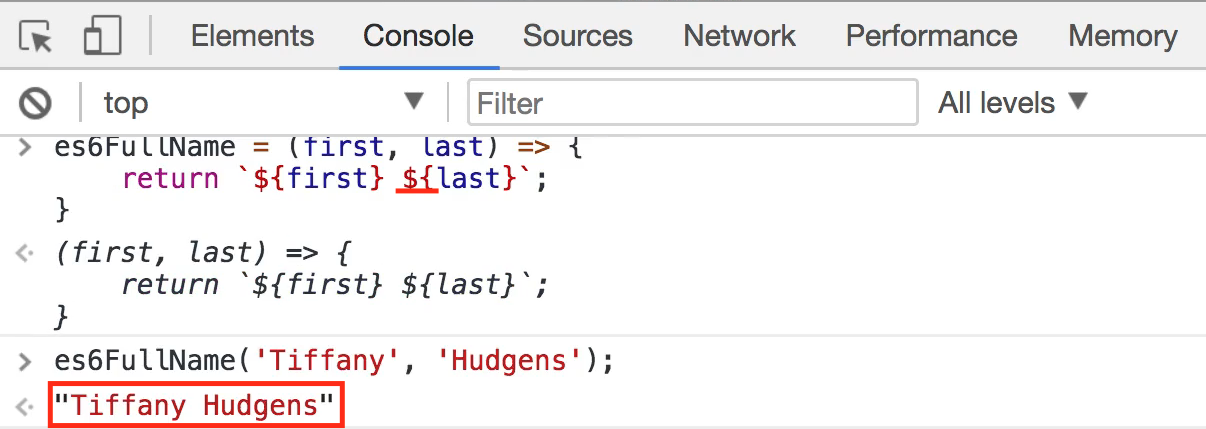 Elements Console Sources Network Performance Memory
top Filter All levels ▼
> es6FullName = (first, last) => {
    return `${first} ${last}`;
}
(first, last) => {
    return `${first} ${last}`;
}
> es6FullName('Tiffany', 'Hudgens');
"Tiffany Hudgens"